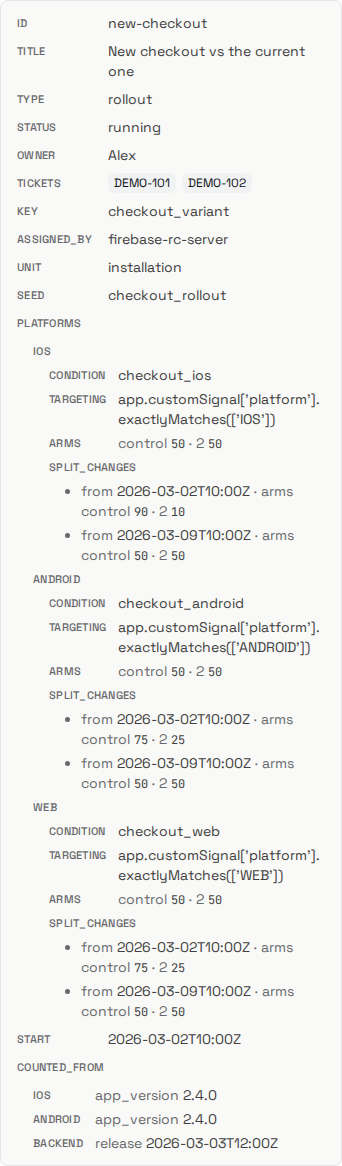 ID new-checkout
TITLE New checkout vs the current
one
TYPE rollout
STATUS running
OWNER Alex
TICKETS DEMO-101 DEMO-102
KEY checkout_variant
ASSIGNED_BY firebase-rc-server
UNIT installation
SEED checkout_rollout
PLATFORMS
IOS
CONDITION checkout_ios
TARGETING app.customSignal['platform'].
exactlyMatches(['IOS'])
ARMS control 50 · 2 50
SPLIT_CHANGES
• from 2026-03-02T10:00Z · arms
control 90 · 2 10
• from 2026-03-09T10:00Z · arms
control 50 · 2 50
ANDROID
CONDITION checkout_android
TARGETING app.customSignal['platform'].
exactlyMatches(['ANDROID'])
ARMS control 50 · 2 50
SPLIT_CHANGES
• from 2026-03-02T10:00Z · arms
control 75 · 2 25
• from 2026-03-09T10:00Z · arms
control 50 · 2 50
WEB
CONDITION checkout_web
TARGETING app.customSignal['platform'].
exactlyMatches(['WEB'])
ARMS control 50 · 2 50
SPLIT_CHANGES
• from 2026-03-02T10:00Z · arms
control 75 · 2 25
• from 2026-03-09T10:00Z · arms
control 50 · 2 50
START 2026-03-02T10:00Z
COUNTED_FROM
IOS app_version 2.4.0
ANDROID app_version 2.4.0
BACKEND release 2026-03-03T12:00Z